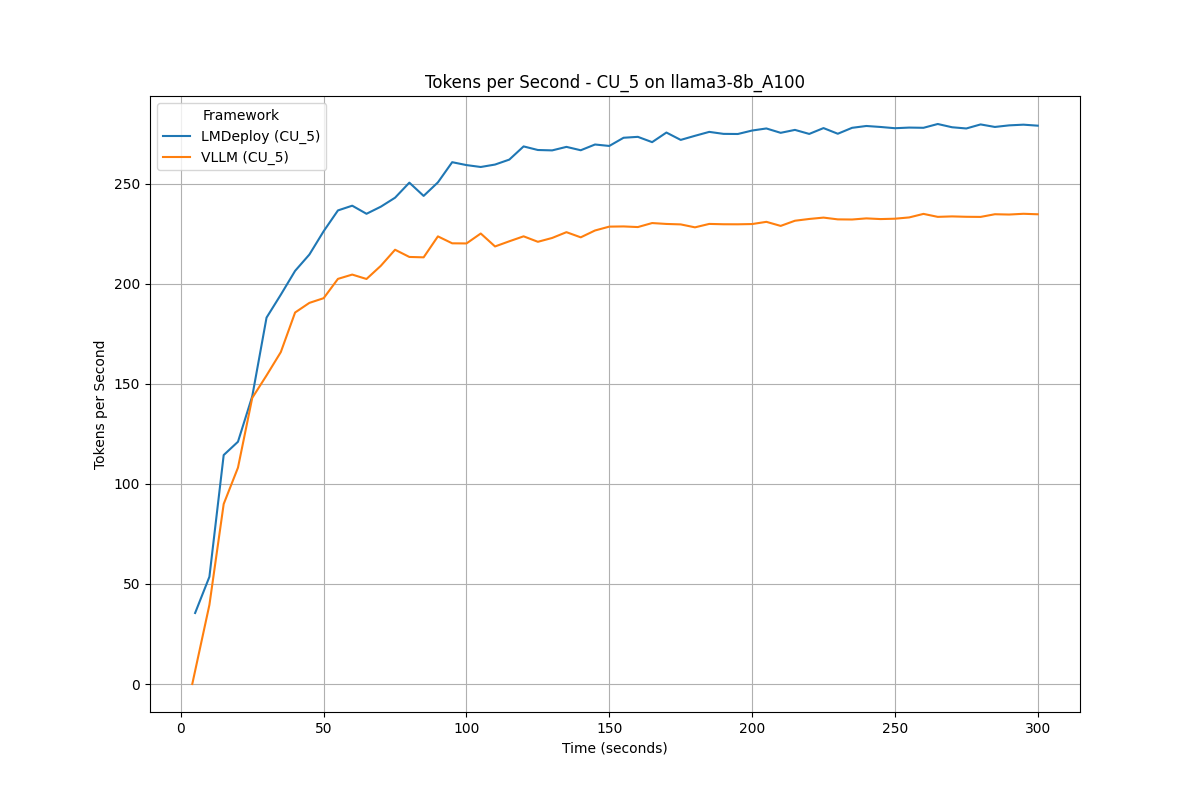 Tokens per Second - CU_5 on llama3-8b_A100
Framework
LMDeploy (CU_5)
VLLM (CU_5)
250
200
150
100
50
0
Tokens per Second
0 50 100 150 200 250 300
Time (seconds)